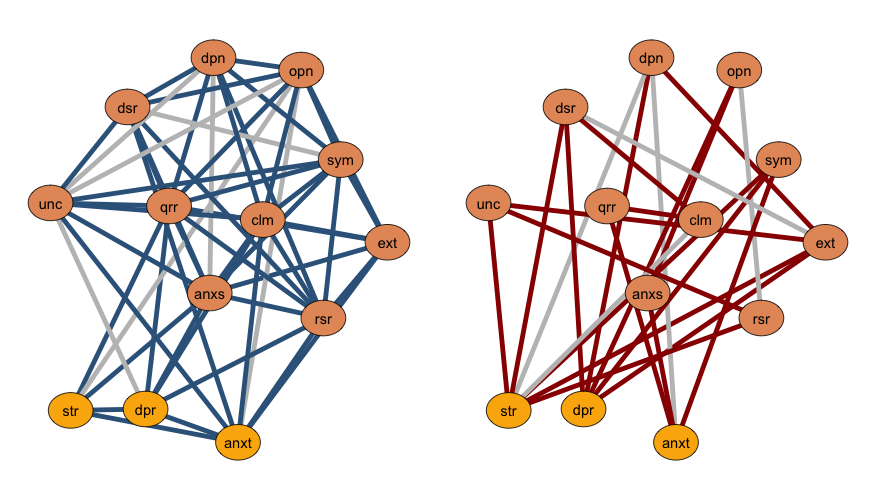 dpn
opn
dsr
sym
unc
qrr
clm
ext
anxs
rsr
str
dpr
anxt
dpn
opn
dsr
sym
unc
qrr
clm
ext
anxs
rsr
str
dpr
anxt